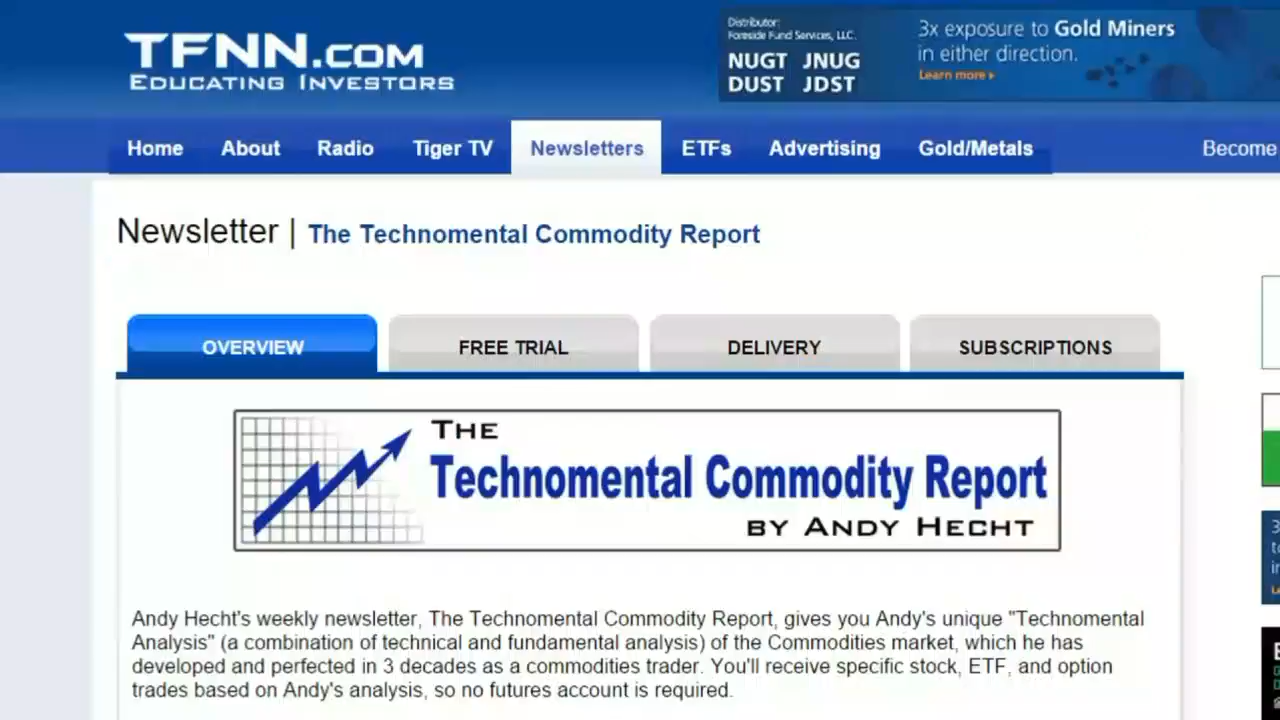 TFNN.COM
EDUCATING INVESTORS
Distributor:
Foreside Fund Services, LLC.
NUGT JNUG
DUST JDST
3x exposure to Gold Miners
in either direction.
Learn more
Home About Radio Tiger TV Newsletters ETFs Advertising Gold/Metals Become
Newsletter | The Technomental Commodity Report
OVERVIEW FREE TRIAL DELIVERY SUBSCRIPTIONS
THE
Technomental Commodity Report
BY ANDY HECHT
Andy Hecht's weekly newsletter, The Technomental Commodity Report, gives you Andy's unique "Technomental
Analysis" (a combination of technical and fundamental analysis) of the Commodities market, which he has
developed and perfected in 3 decades as a commodities trader. You'll receive specific stock, ETF, and option
trades based on Andy's analysis, so no futures account is required.